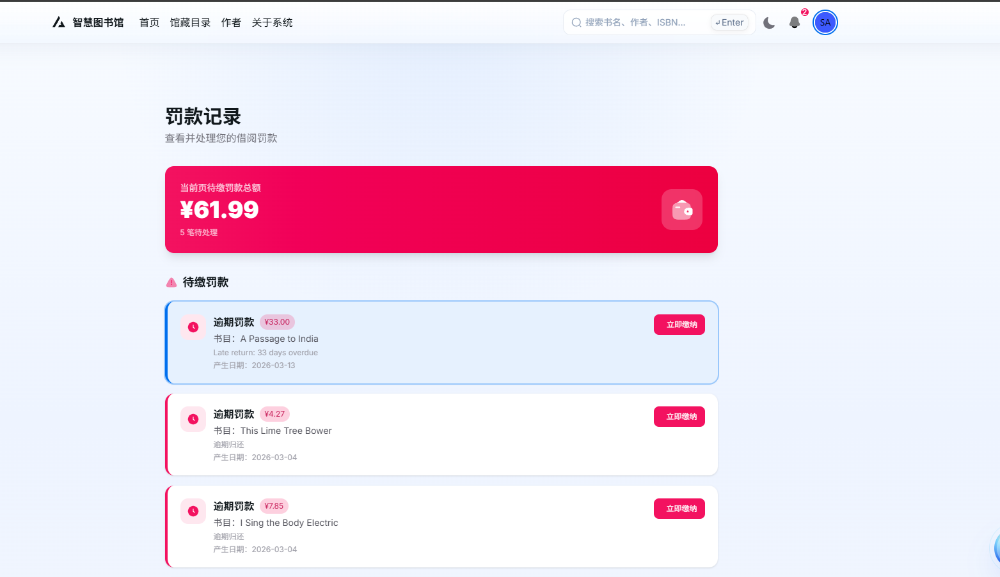 智慧图书馆 首页 馆藏目录 作者 关于系统 搜索书名、作者、ISBN... ↵Enter 2 SA
罚款记录
查看并处理您的借阅罚款
当前页待缴罚款总额
¥61.99
5 笔待处理
待缴罚款
逾期罚款 ¥33.00 立即缴纳
书目：A Passage to India
Late return: 33 days overdue
产生日期：2026-03-13
逾期罚款 ¥4.27 立即缴纳
书目：This Lime Tree Bower
逾期归还
产生日期：2026-03-04
逾期罚款 ¥7.85 立即缴纳
书目：I Sing the Body Electric
逾期归还
产生日期：2026-03-04